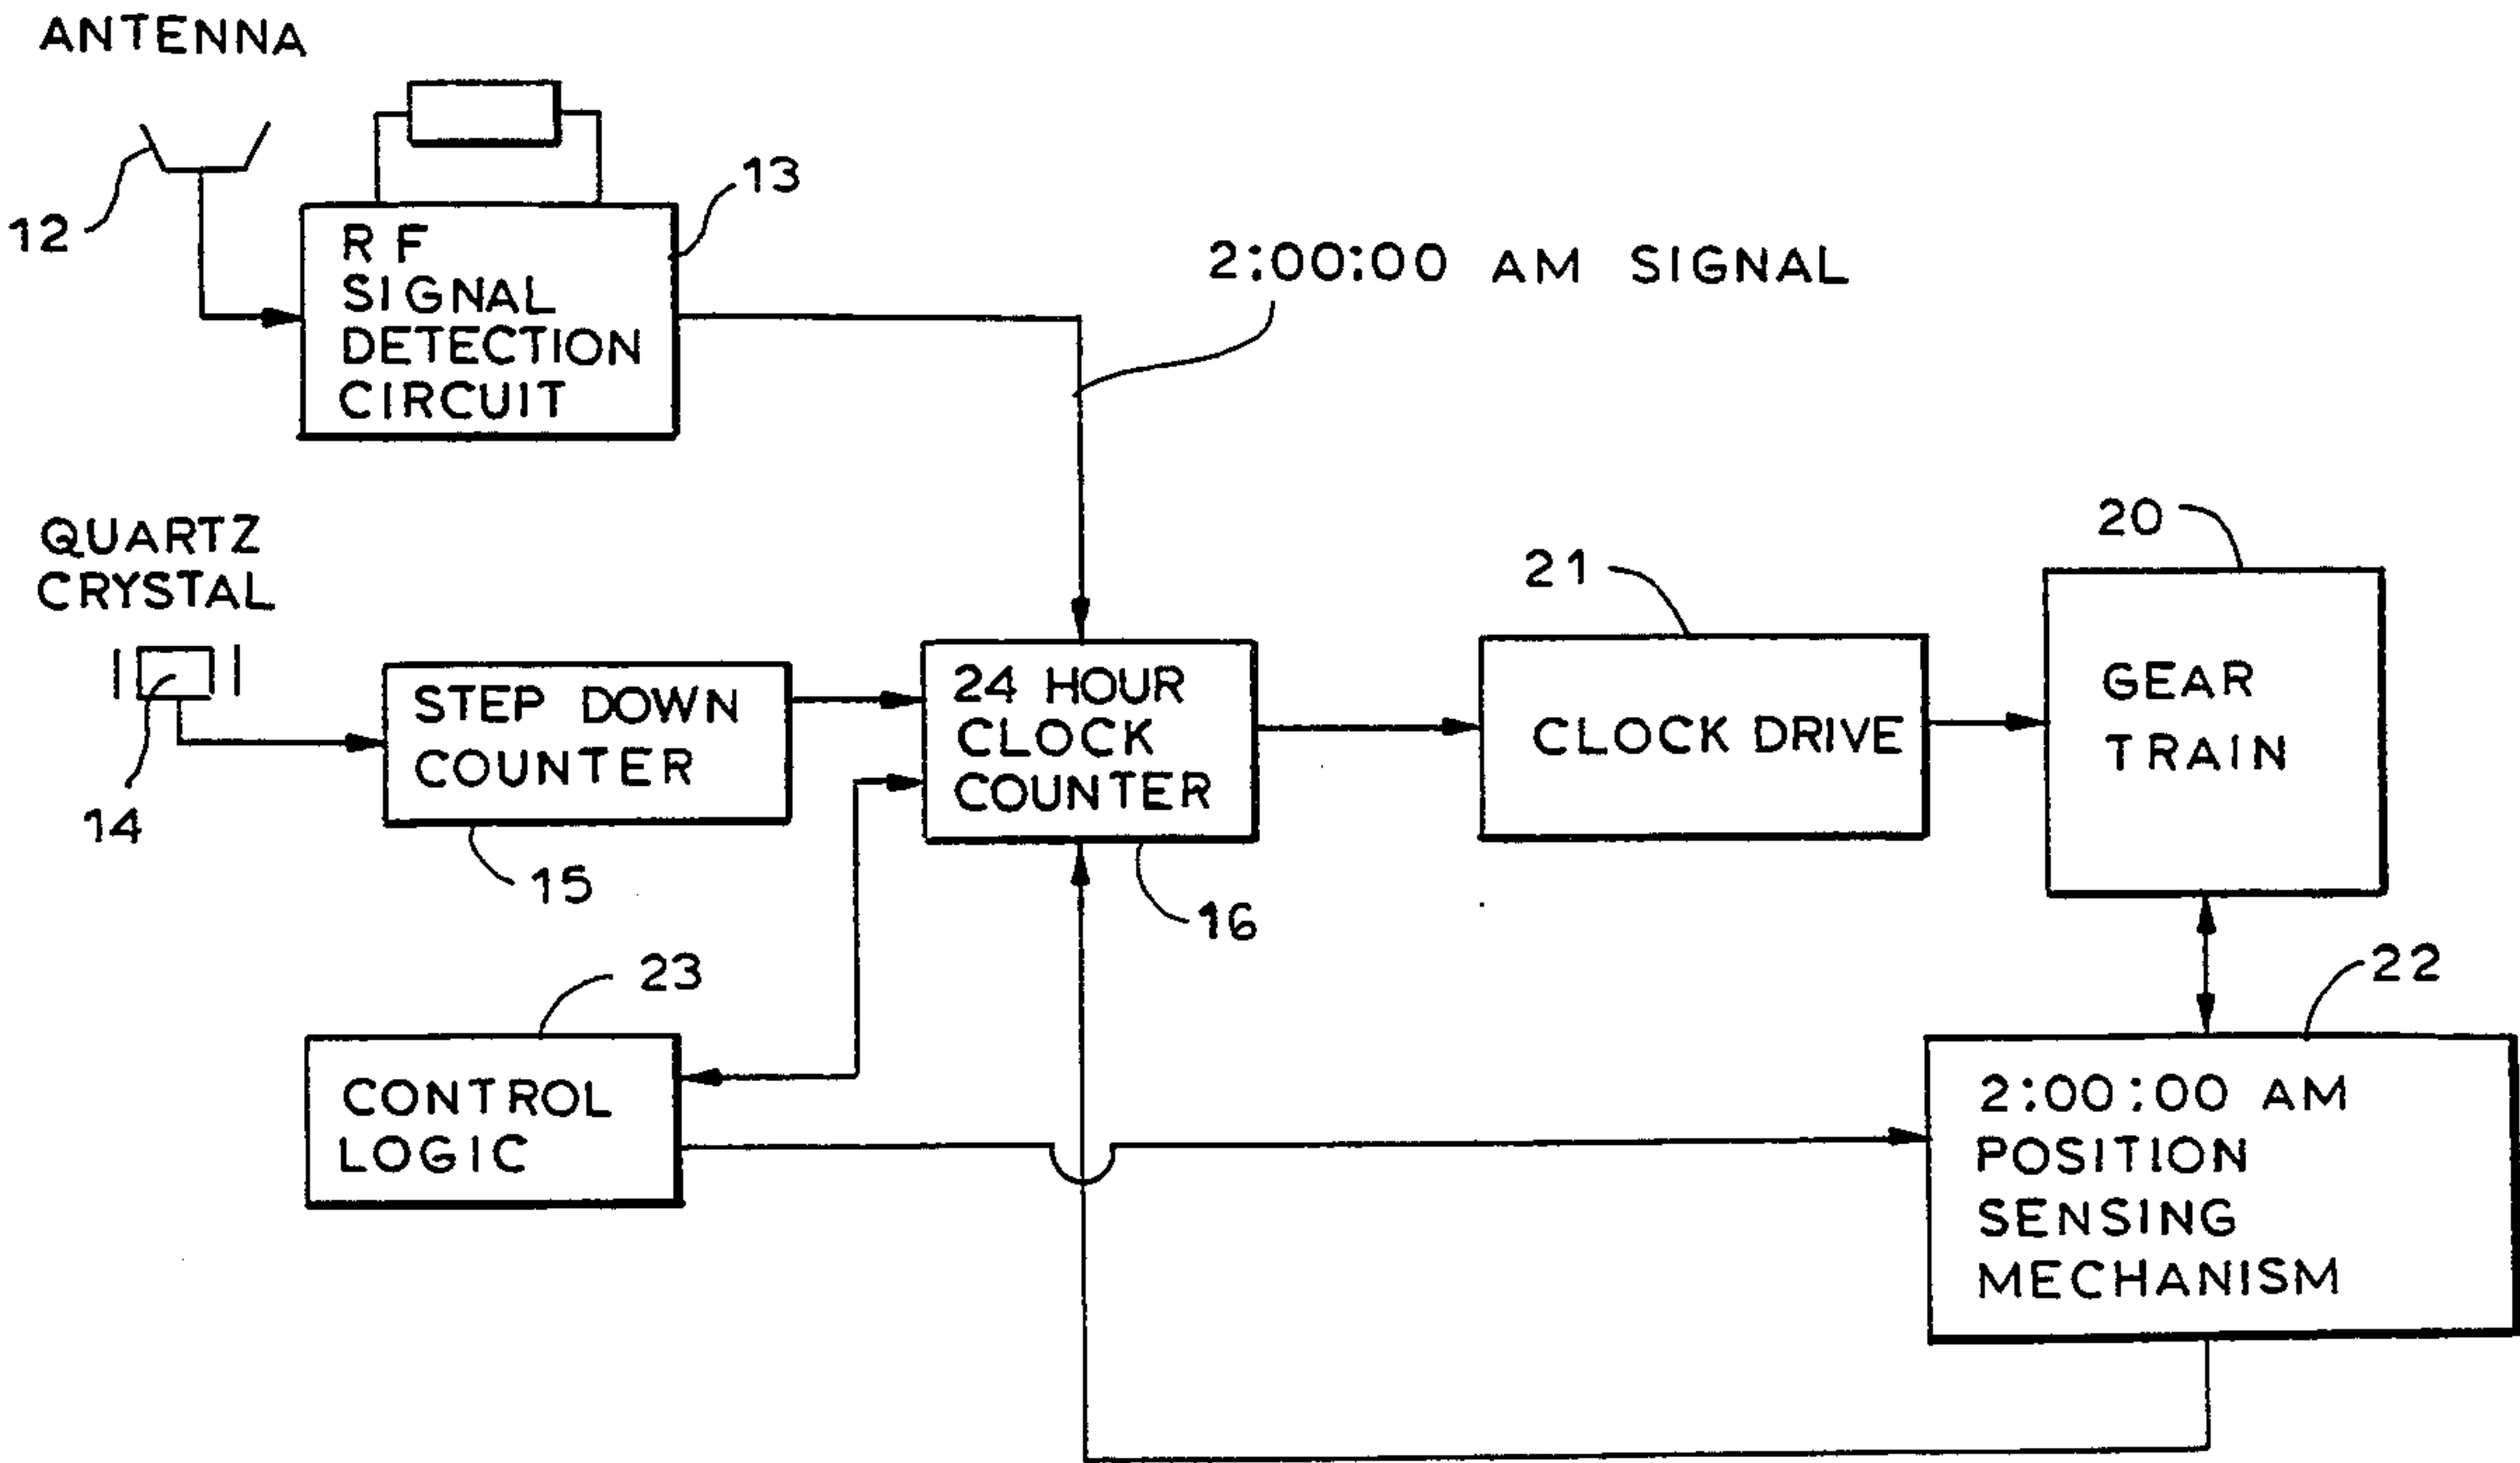 ANTENNA
12
13
RF
SIGNAL
DETECTION
CIRCUIT
2:00:00 AM SIGNAL
QUARTZ
CRYSTAL
14
STEP DOWN
COUNTER
15
24 HOUR
CLOCK
COUNTER
16
21
CLOCK DRIVE
20
GEAR
TRAIN
23
CONTROL
LOGIC
22
2:00:00 AM
POSITION
SENSING
MECHANISM